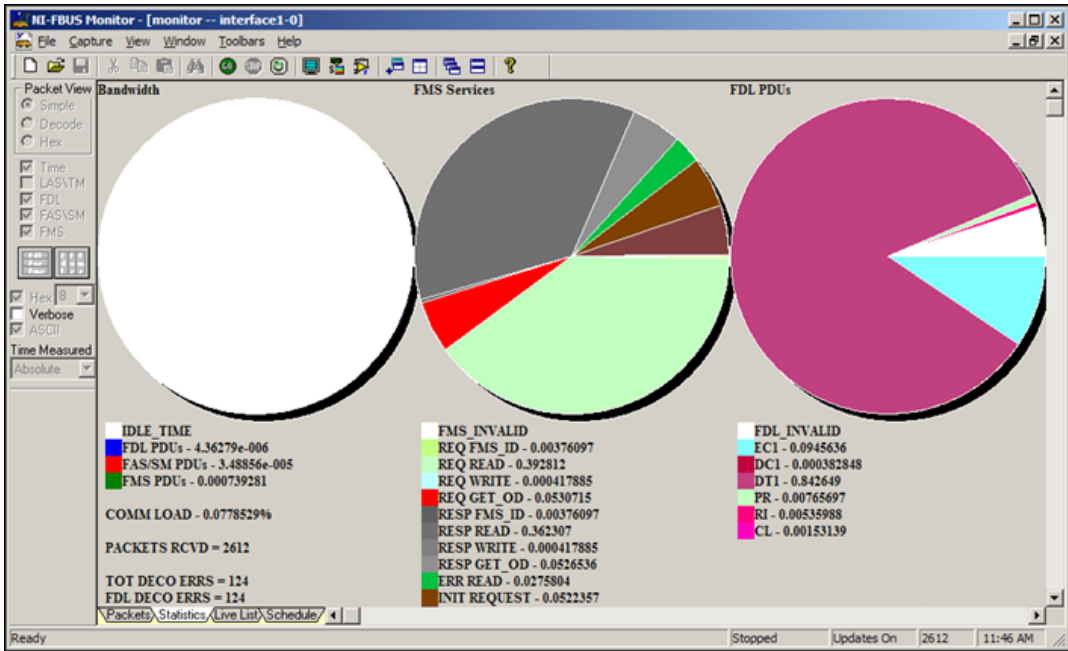 NI-FBUS Monitor - [monitor -- interface1-0]
File Capture View Window Toolbars Help
Packet View
Simple
Decode
Hex
Time
LAS\TM
FDL
FAS\SM
FMS
Hex 8
Verbose
ASCII
Time Measured
Absolute
Bandwidth
IDLE_TIME
FDL PDUs - 4.36279e-006
FAS/SM PDUs - 3.48856e-005
FMS PDUs - 0.000739281
COMM LOAD - 0.0778529%
PACKETS RCVD = 2612
TOT DECO ERRS = 124
FDL DECO ERRS = 124
FMS Services
FMS_INVALID
REQ FMS_ID - 0.00376097
REQ READ - 0.392812
REQ WRITE - 0.000417885
REQ GET_OD - 0.0530715
RESP FMS_ID - 0.00376097
RESP READ - 0.362307
RESP WRITE - 0.000417885
RESP GET_OD - 0.0526536
ERR READ - 0.0275804
INIT REQUEST - 0.0522357
FDL PDUs
FDL_INVALID
EC1 - 0.0945636
DC1 - 0.000382848
DT1 - 0.842649
PR - 0.00765697
RI - 0.00535988
CL - 0.00153139
Packets Statistics Live List Schedule
Ready Stopped Updates On 2612 11:46 AM